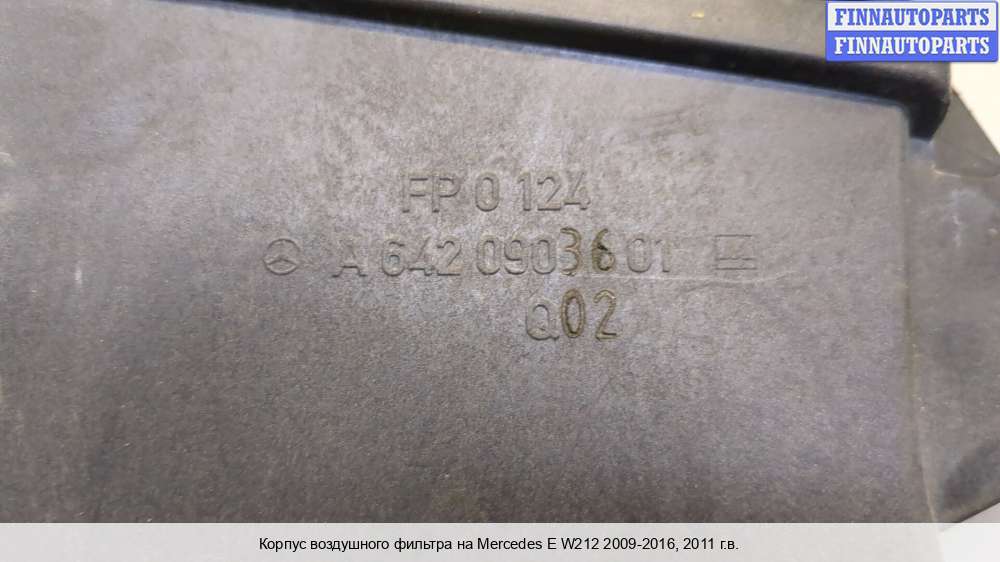 FINNAUTOPARTS
FINNAUTOPARTS
FP 0 124
A 642 090 36 01
Q02
Корпус воздушного фильтра на Mercedes E W212 2009-2016, 2011 г.в.